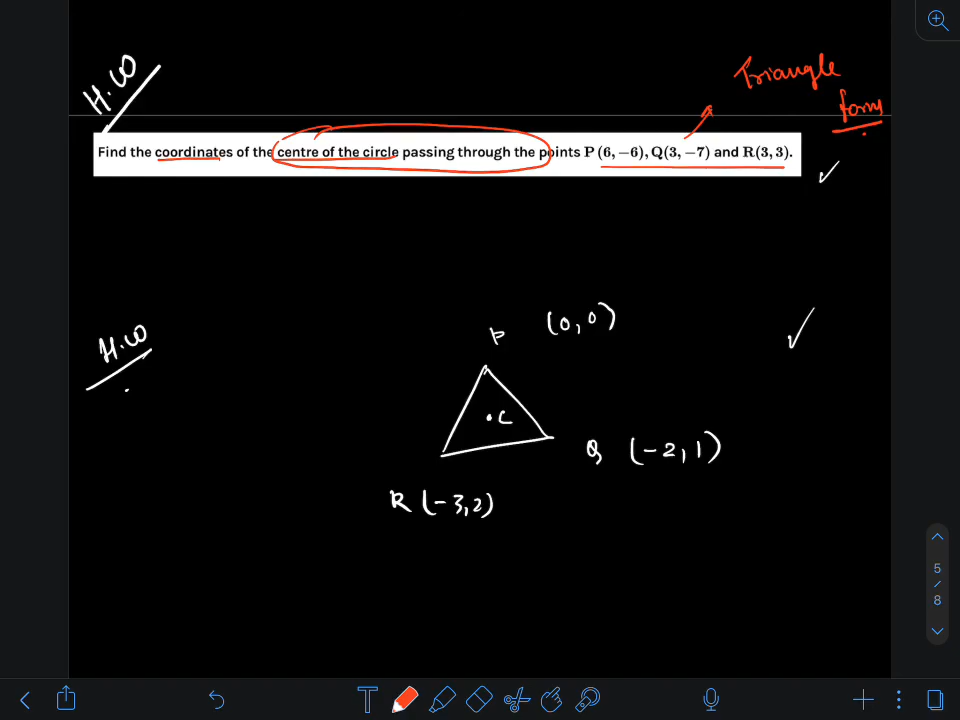 H.W
Triangle
form
Find the coordinates of the centre of the circle passing through the points P (6, −6), Q(3, −7) and R(3, 3).
H.W
P (0,0)
.C
Q (-2,1)
R (-3,2)
5
/
8
T